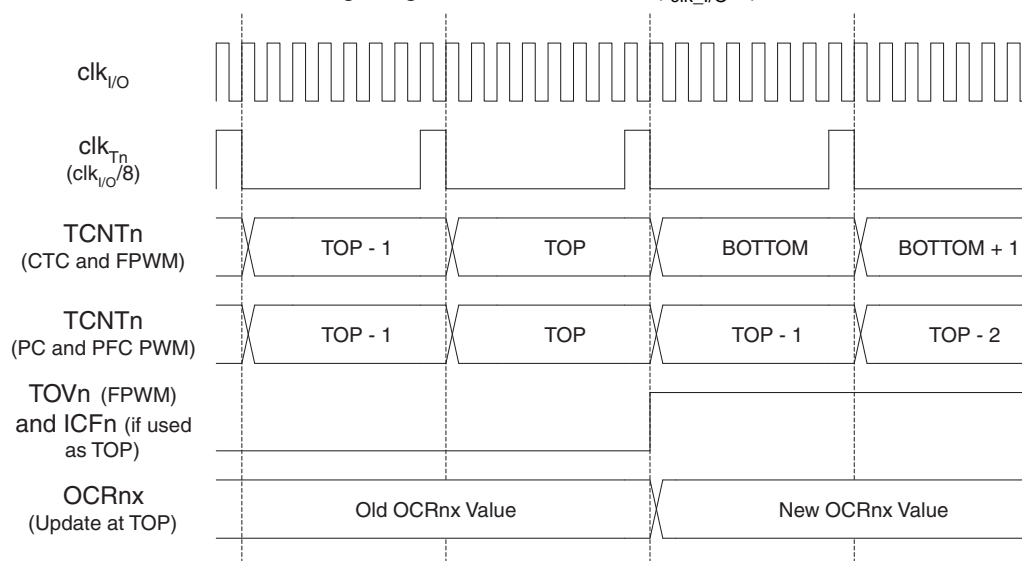 clkI/O
clkTn
(clkI/O/8)
TCNTn
(CTC and FPWM)
TOP - 1
TOP
BOTTOM
BOTTOM + 1
TCNTn
(PC and PFC PWM)
TOP - 1
TOP
TOP - 1
TOP - 2
TOVn (FPWM)
and ICFn (if used
as TOP)
OCRnx
(Update at TOP)
Old OCRnx Value
New OCRnx Value